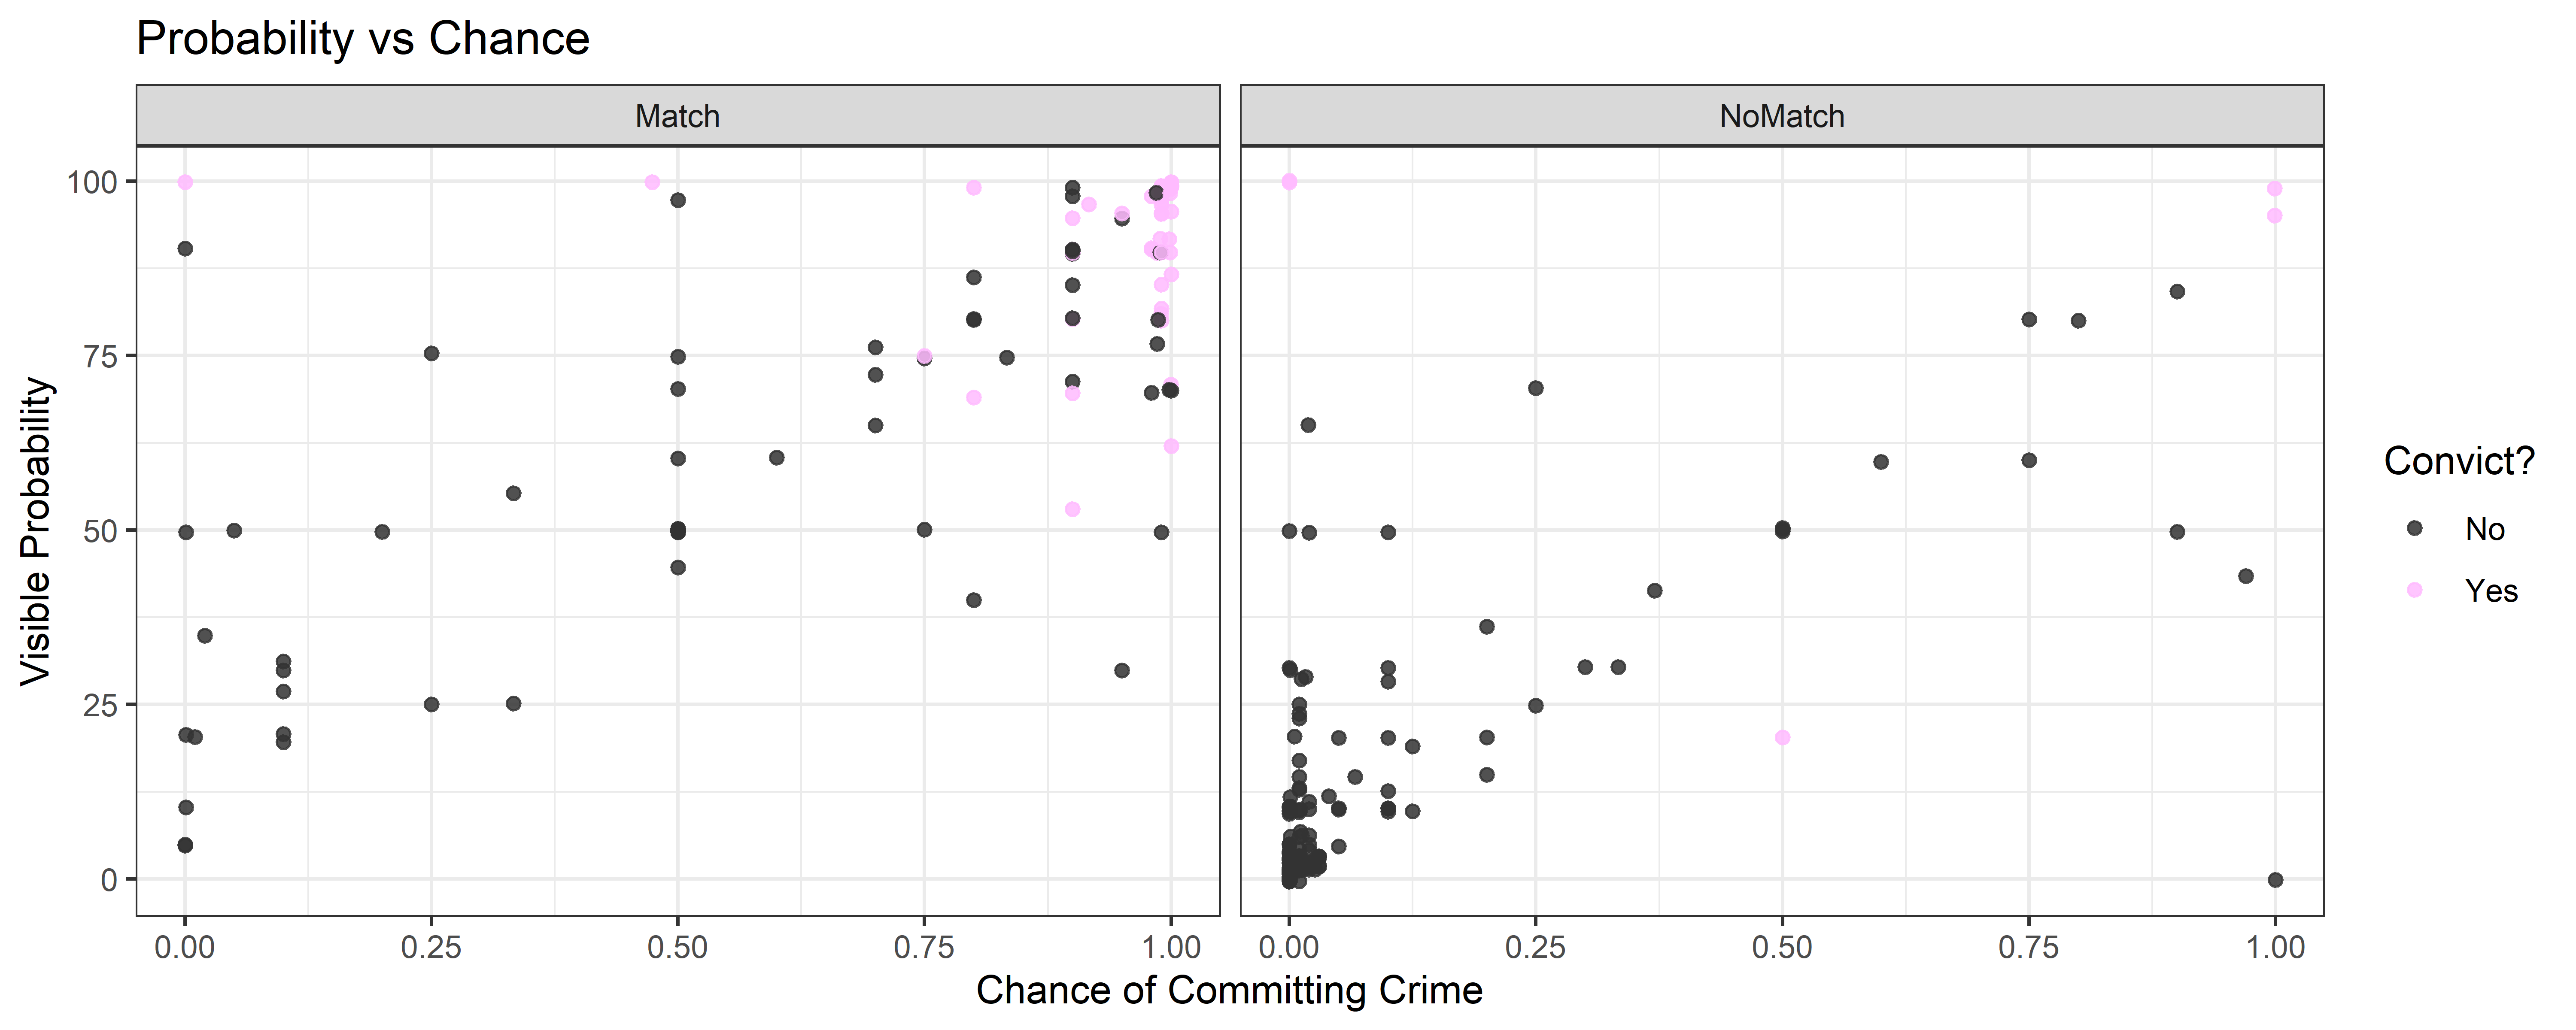 Probability vs Chance
Match
NoMatch
100
75
50
25
0
Visible Probability
0.00 0.25 0.50 0.75 1.00
0.00 0.25 0.50 0.75 1.00
Chance of Committing Crime
Convict?
No
Yes